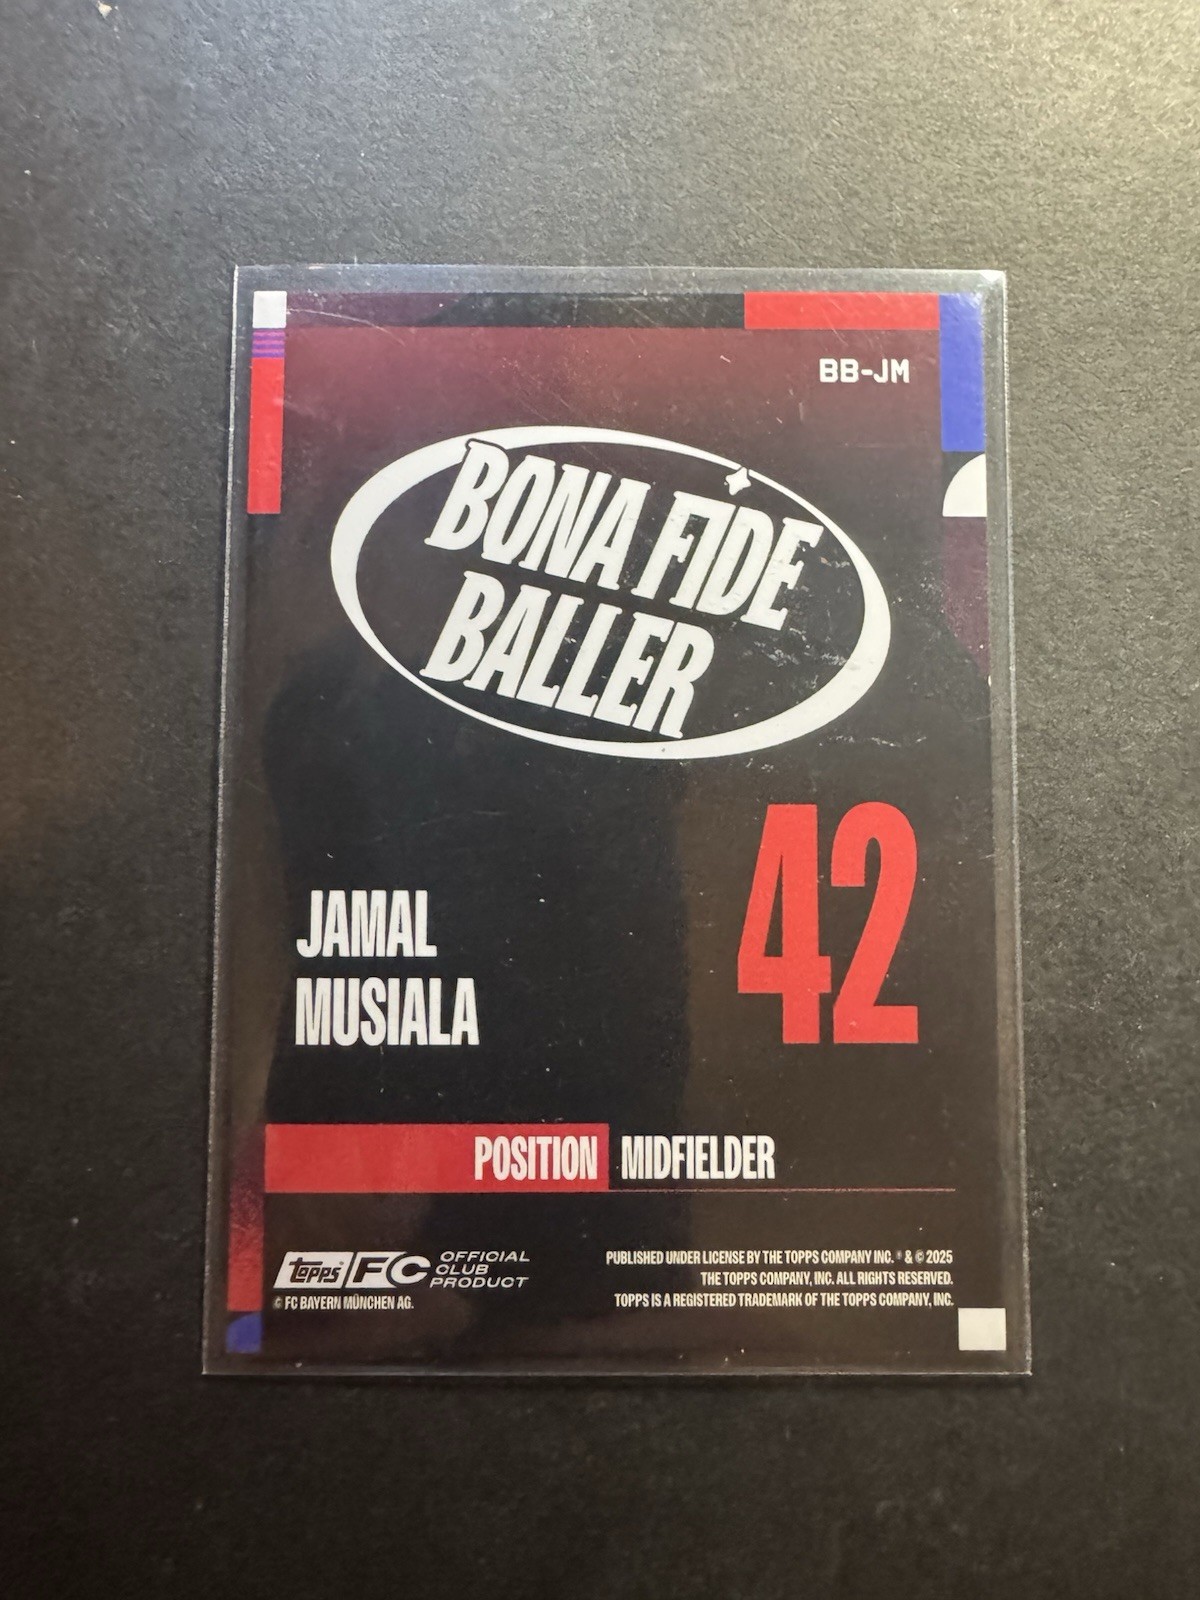 BB-JM
BONA FIDE
BALLER
42
JAMAL
MUSIALA
POSITION MIDFIELDER
topps FC OFFICIAL
CLUB
PRODUCT
© FC BAYERN MÜNCHEN AG.
PUBLISHED UNDER LICENSE BY THE TOPPS COMPANY INC. ® & © 2025
THE TOPPS COMPANY, INC. ALL RIGHTS RESERVED.
TOPPS IS A REGISTERED TRADEMARK OF THE TOPPS COMPANY, INC.